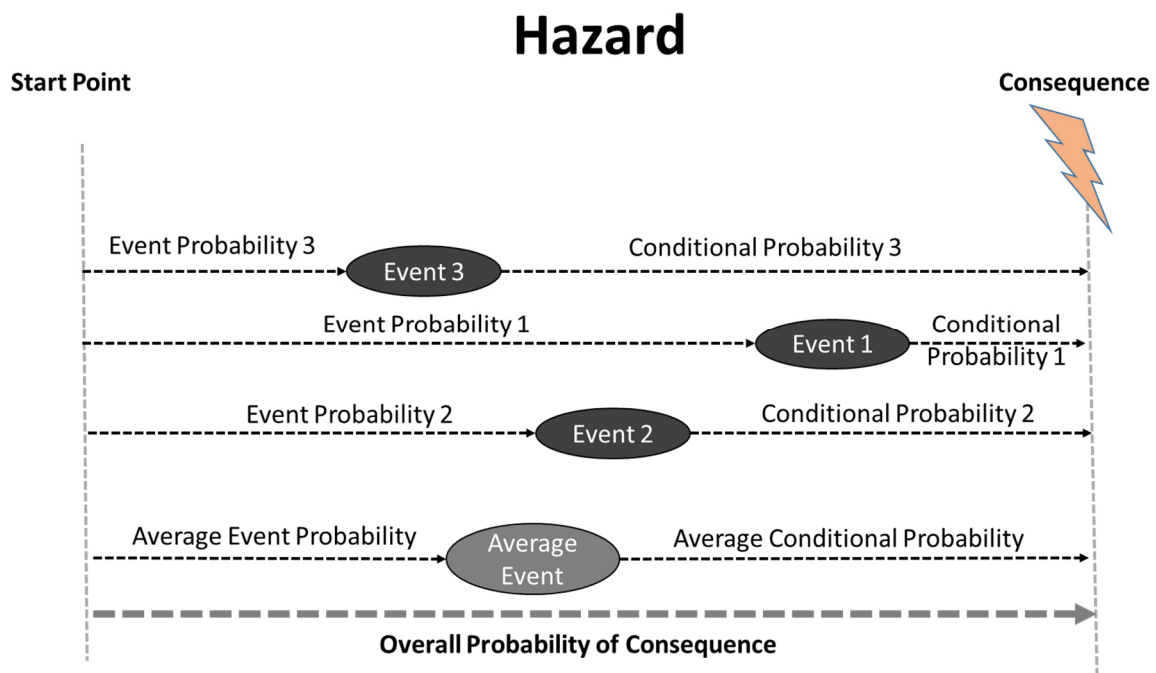 Hazard
Start Point
Consequence
Event Probability 3
Event 3
Conditional Probability 3
Event Probability 1
Event 1
Conditional
Probability 1
Event Probability 2
Event 2
Conditional Probability 2
Average Event Probability
Average
Event
Average Conditional Probability
Overall Probability of Consequence